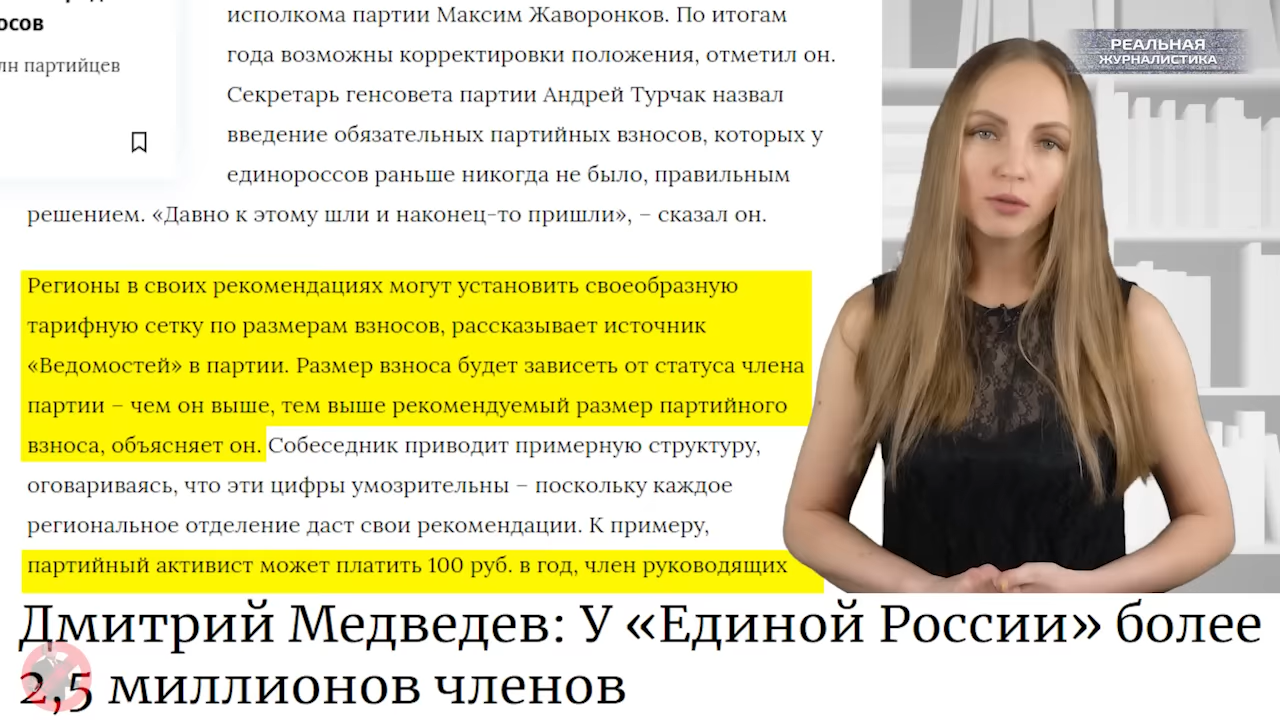 осов
лн партийцев
исполкома партии Максим Жаворонков. По итогам
года возможны корректировки положения, отметил он.
Секретарь генсовета партии Андрей Турчак назвал
введение обязательных партийных взносов, которых у
единороссов раньше никогда не было, правильным
решением. «Давно к этому шли и наконец-то пришли», – сказал он.
Регионы в своих рекомендациях могут установить своеобразную
тарифную сетку по размерам взносов, рассказывает источник
«Ведомостей» в партии. Размер взноса будет зависеть от статуса члена
партии – чем он выше, тем выше рекомендуемый размер партийного
взноса, объясняет он. Собеседник приводит примерную структуру,
оговариваясь, что эти цифры умозрительны – поскольку каждое
региональное отделение даст свои рекомендации. К примеру,
партийный активист может платить 100 руб. в год, член руководящих
РЕАЛЬНАЯ
ЖУРНАЛИСТИКА
Дмитрий Медведев: У «Единой России» более
2,5 миллионов членов